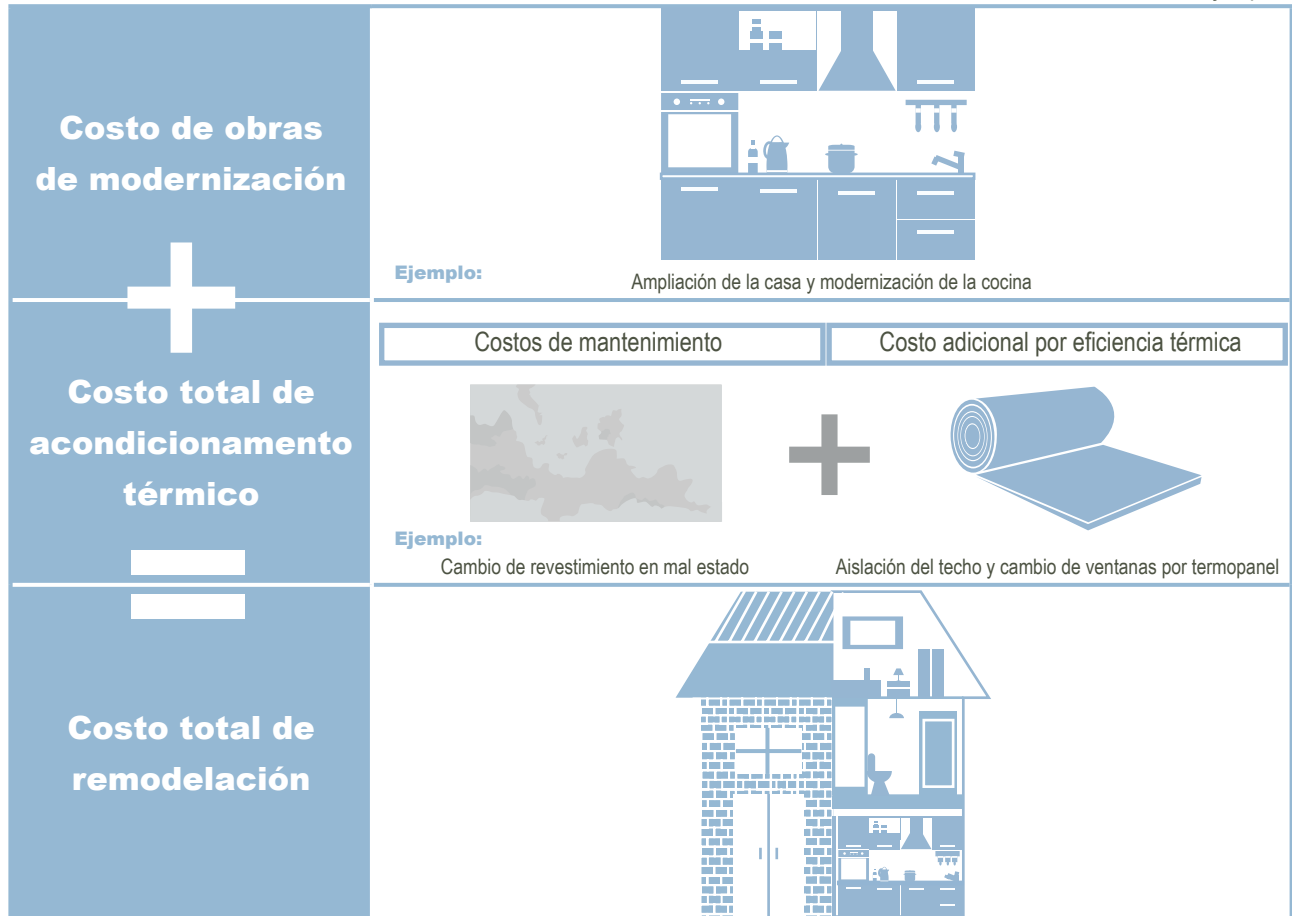 Costo de obras
de modernización
Ejemplo:
Ampliación de la casa y modernización de la cocina
Costo total de
acondicionamento
térmico
Costos de mantenimiento
Costo adicional por eficiencia térmica
Ejemplo:
Cambio de revestimiento en mal estado
Aislación del techo y cambio de ventanas por termopanel
Costo total de
remodelación